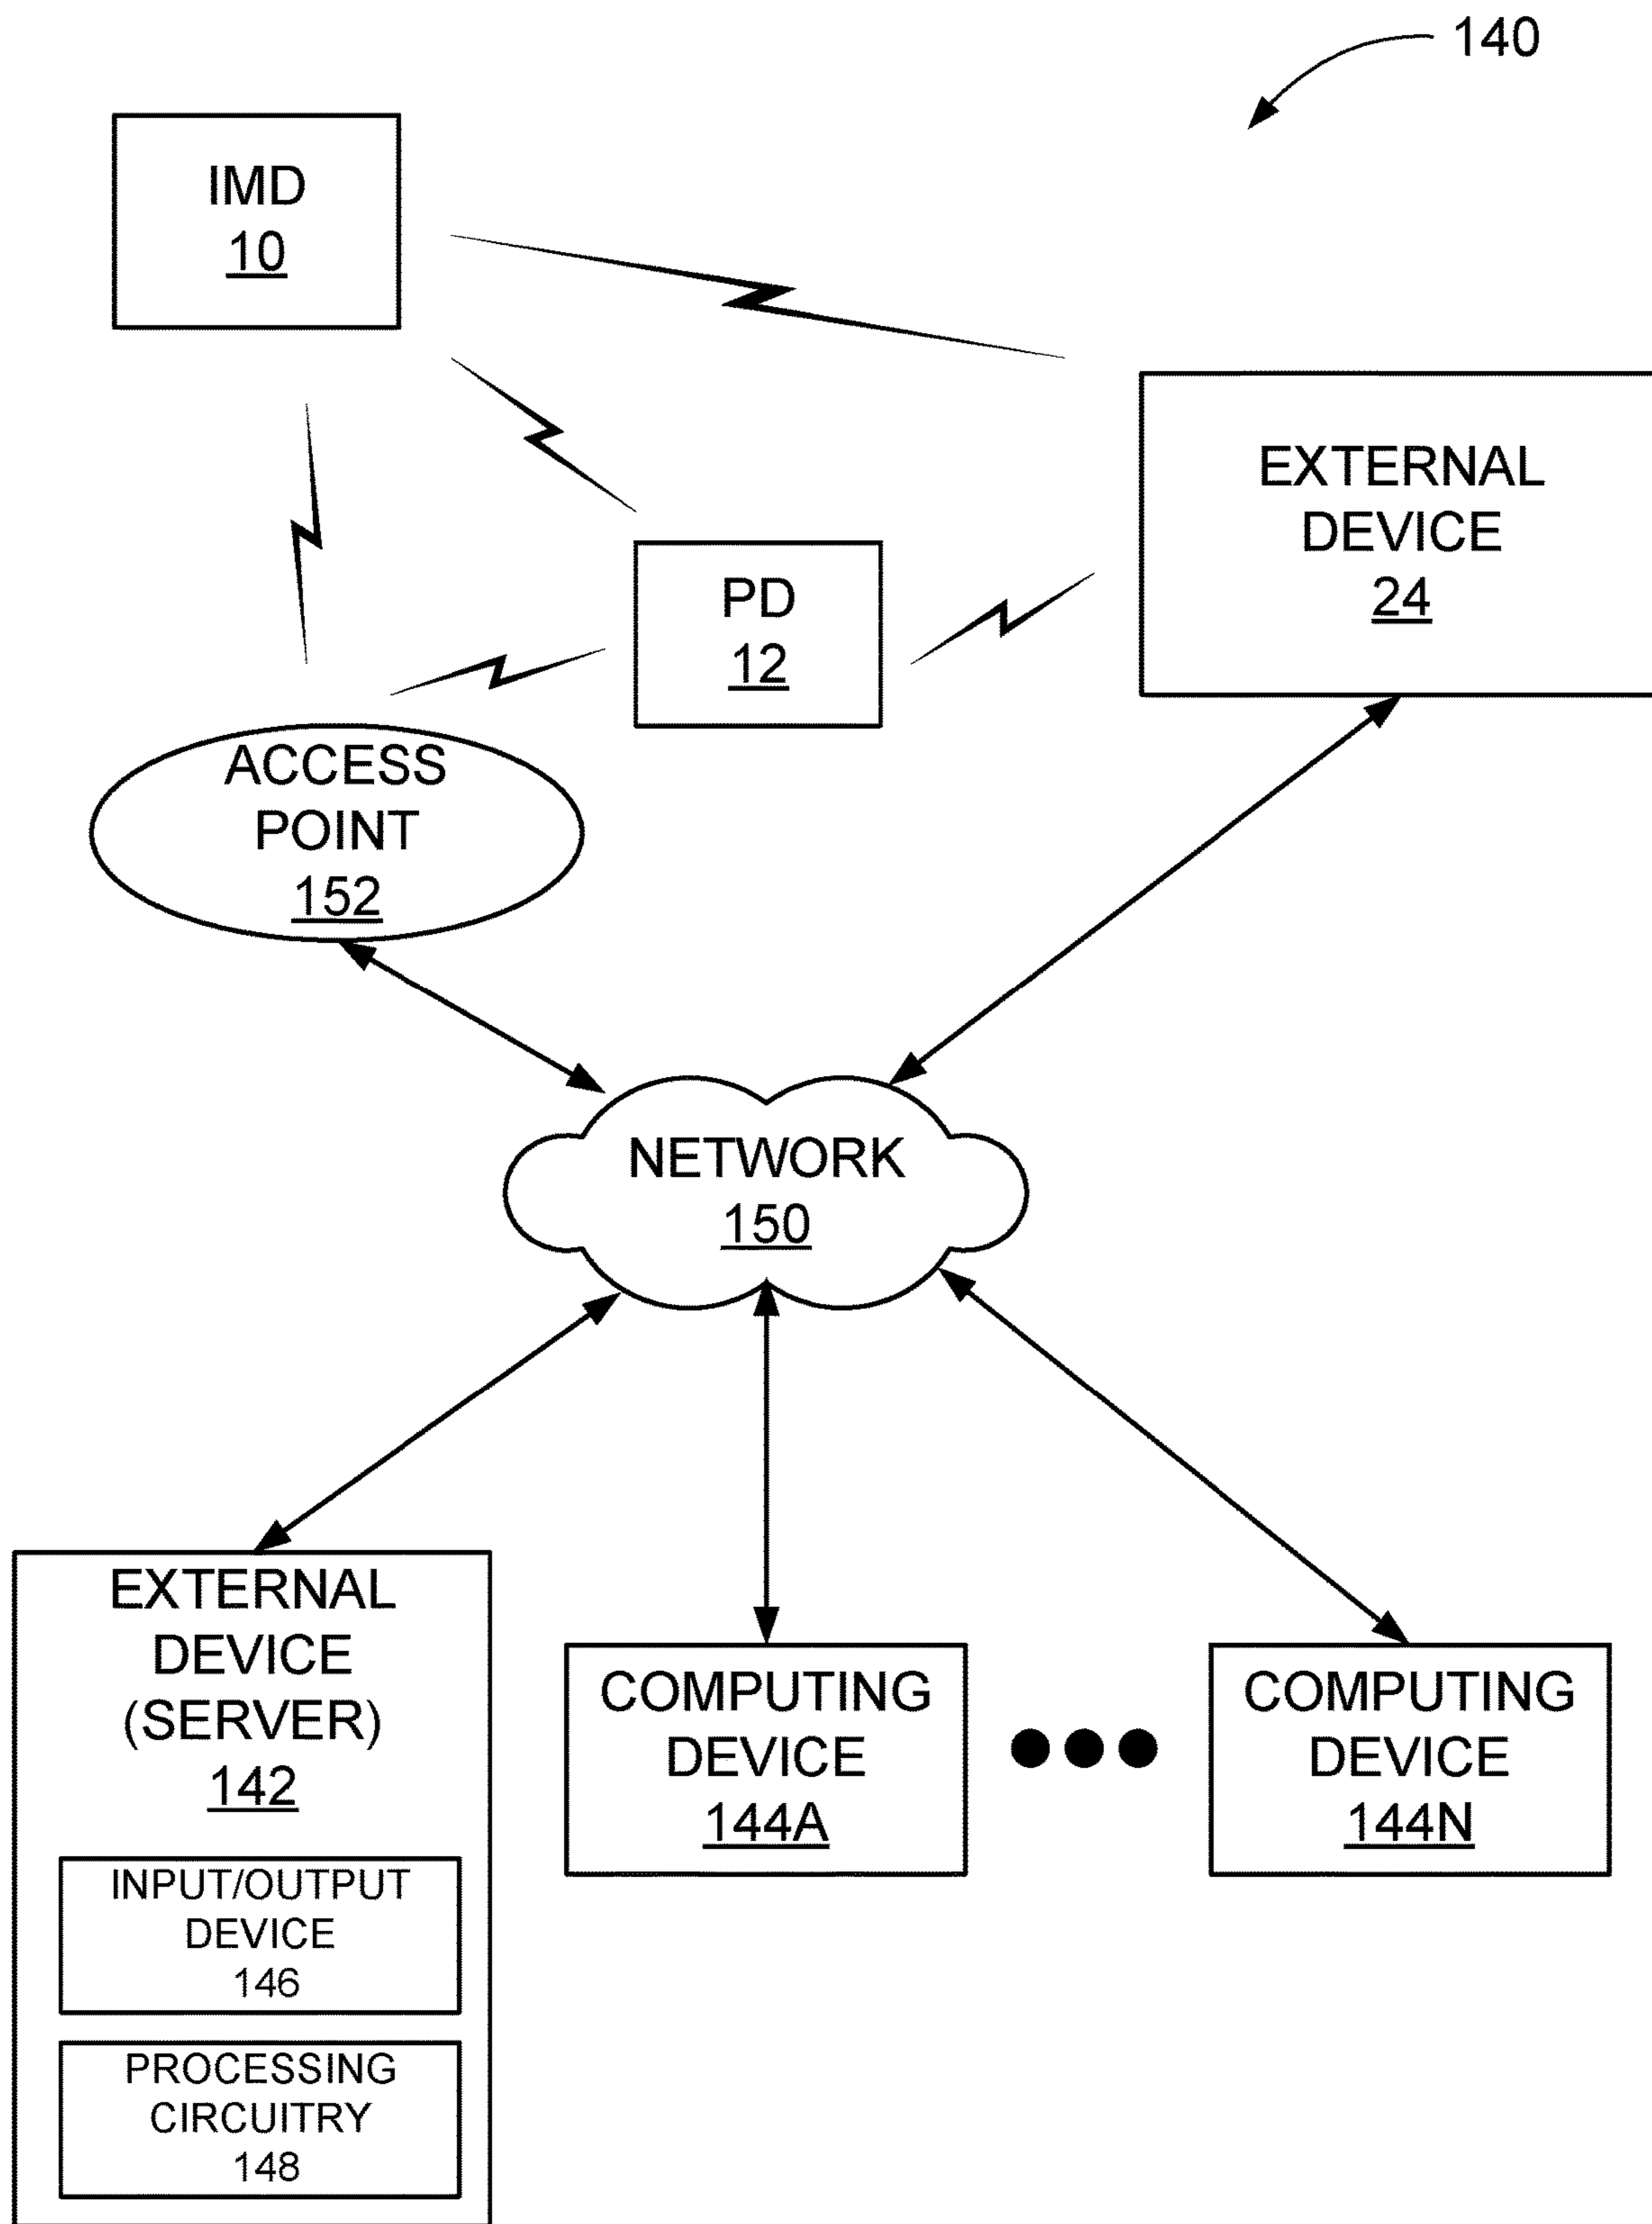 140
IMD
10
EXTERNAL
DEVICE
24
PD
12
ACCESS
POINT
152
NETWORK
150
EXTERNAL
DEVICE
(SERVER)
142
INPUT/OUTPUT
DEVICE
146
PROCESSING
CIRCUITRY
148
COMPUTING
DEVICE
144A
COMPUTING
DEVICE
144N